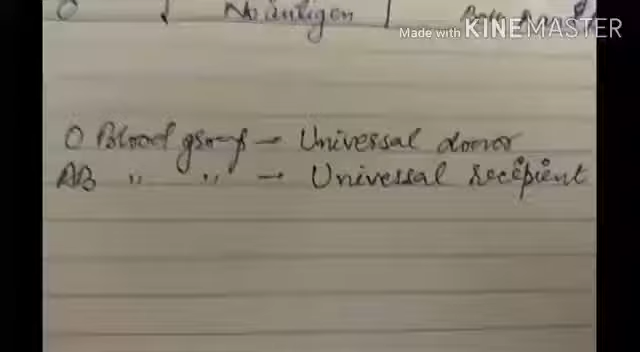 O No antigen
Made with KINEMASTER
O Blood group → Universal donor
AB " " → Universal recipient